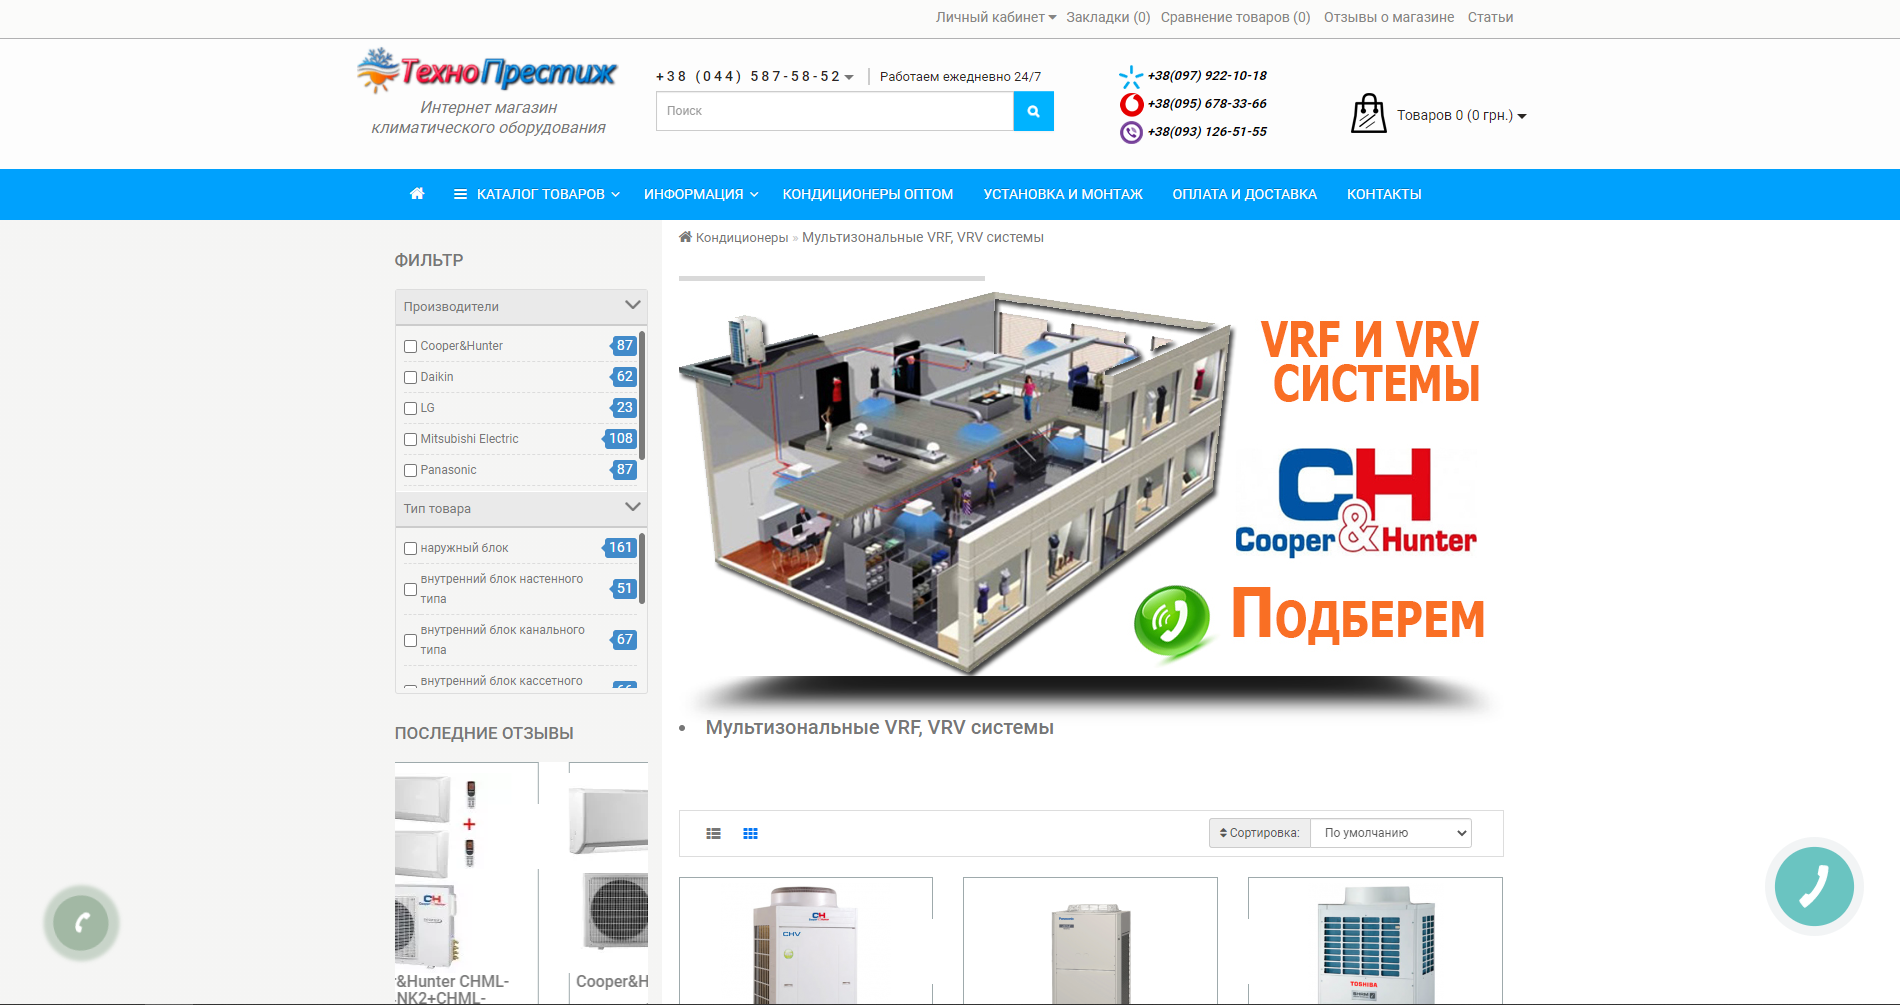 Личный кабинет
Закладки (0)
Сравнение товаров (0)
Отзывы о магазине
Статьи
ТехноПрестиж
Интернет магазин
климатического оборудования
+38 (044) 587-58-52
Работаем ежедневно 24/7
Поиск
+38(097) 922-10-18
+38(095) 678-33-66
+38(093) 126-51-55
Товаров 0 (0 грн.)
КАТАЛОГ ТОВАРОВ
ИНФОРМАЦИЯ
КОНДИЦИОНЕРЫ ОПТОМ
УСТАНОВКА И МОНТАЖ
ОПЛАТА И ДОСТАВКА
КОНТАКТЫ
Кондиционеры » Мультизональные VRF, VRV системы
ФИЛЬТР
Производители
Cooper&Hunter 87
Daikin 62
LG 23
Mitsubishi Electric 108
Panasonic 87
Тип товара
наружный блок 161
внутренний блок настенного
типа 51
внутренний блок канального
типа 67
внутренний блок кассетного
ПОСЛЕДНИЕ ОТЗЫВЫ
CH
Cooper&Hunter
r&Hunter CHML-
NK2+CHML-
Cooper&H
VRF И VRV
СИСТЕМЫ
CH
Cooper&Hunter
Подберем
Мультизональные VRF, VRV системы
Сортировка:
По умолчанию
CH
Cooper&Hunter
CHV
Panasonic
TOSHIBA